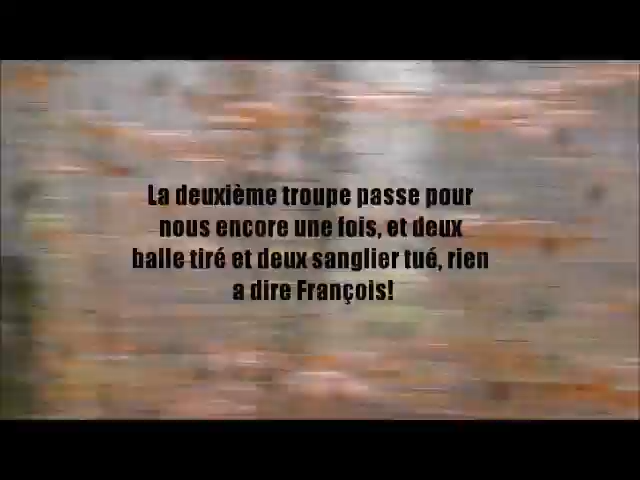 La deuxième troupe passe pour
nous encore une fois, et deux
balle tiré et deux sanglier tué, rien
a dire François!